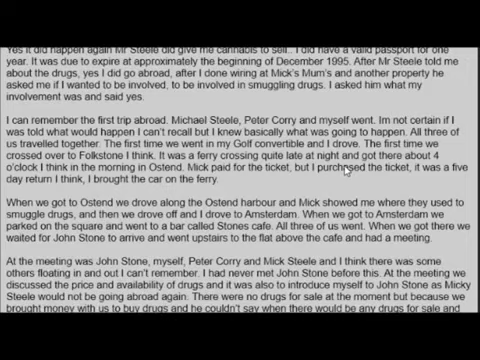 Yes it did happen again Mr Steele did give me cannabis to sell.. I did have a valid passport for one
year. It was due to expire at approximately the beginning of December 1995. After Mr Steele told me
about the drugs, yes I did go abroad, after I done wiring at Mick's Mum's and another property he
asked me if I wanted to be involved, to be involved in smuggling drugs. I asked him what my
involvement was and said yes.
I can remember the first trip abroad. Michael Steele, Peter Corry and myself went. Im not certain if I
was told what would happen I can't recall but I knew basically what was going to happen. All three of
us travelled together. The first time we went in my Golf convertible and I drove. The first time we
crossed over to Folkstone I think. It was a ferry crossing quite late at night and got there about 4
o'clock I think in the morning in Ostend. Mick paid for the ticket, but I purchased the ticket, it was a five
day return I think, I brought the car on the ferry.
When we got to Ostend we drove along the Ostend harbour and Mick showed me where they used to
smuggle drugs, and then we drove off and I drove to Amsterdam. When we got to Amsterdam we
parked on the square and went to a bar called Stones cafe. All three of us went. When we got there we
waited for John Stone to arrive and went upstairs to the flat above the cafe and had a meeting.
At the meeting was John Stone, myself, Peter Corry and Mick Steele and I think there was some
others floating in and out I can't remember. I had never met John Stone before this. At the meeting we
discussed the price and availability of drugs and it was also to introduce myself to John Stone as Micky
Steele would not be going abroad again. There were no drugs for sale at the moment but because we
brought money with us to buy drugs and he couldn't say when there would be any drugs for sale and